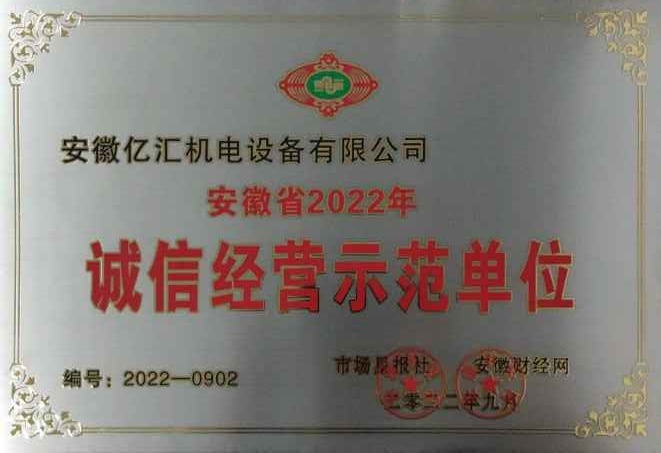 安徽亿汇机电设备有限公司
安徽省2022年
诚信经营示范单位
编号：2022—0902
市场星报社 安徽财经网
二零二二年九月